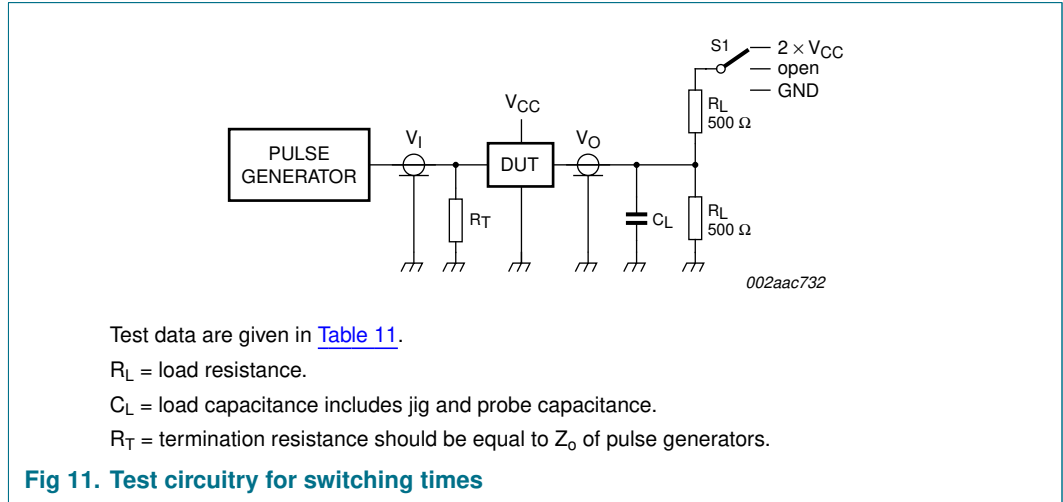 S1
2 × VCC
open
GND
RL
500 Ω
VCC
VI
VO
PULSE
GENERATOR
DUT
RT
CL
RL
500 Ω
002aac732
Test data are given in Table 11.
RL = load resistance.
CL = load capacitance includes jig and probe capacitance.
RT = termination resistance should be equal to Zo of pulse generators.
Fig 11. Test circuitry for switching times